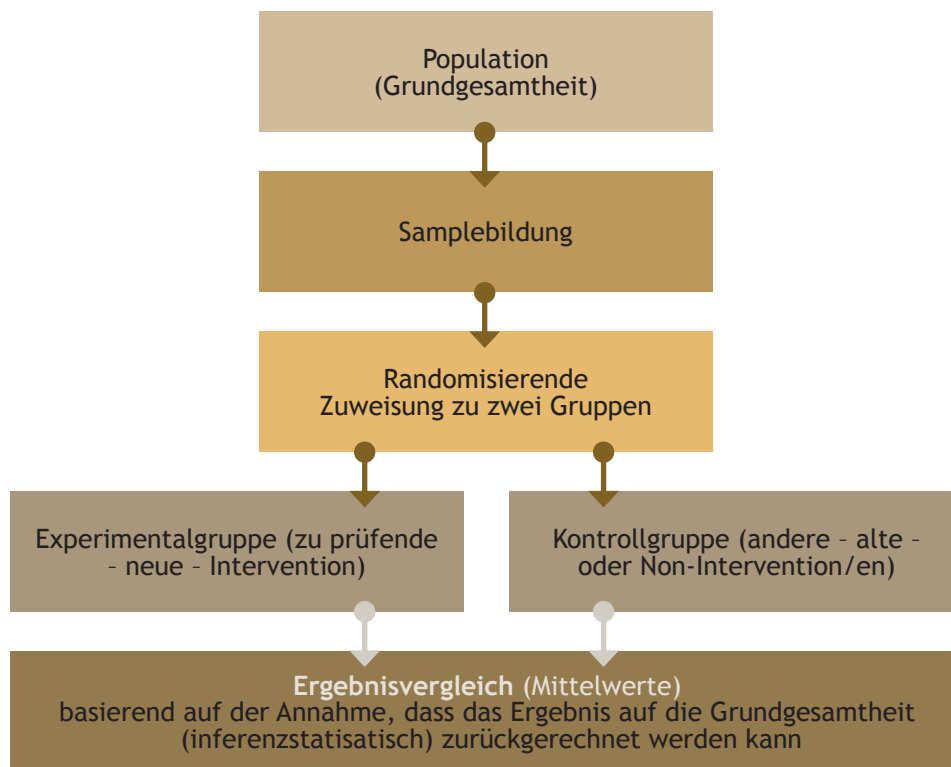 Population
(Grundgesamtheit)
Samplebildung
Randomisierende
Zuweisung zu zwei Gruppen
Experimentalgruppe (zu prüfende
– neue – Intervention)
Kontrollgruppe (andere – alte –
oder Non-Intervention/en)
Ergebnisvergleich (Mittelwerte)
basierend auf der Annahme, dass das Ergebnis auf die Grundgesamtheit
(inferenzstatisatisch) zurückgerechnet werden kann